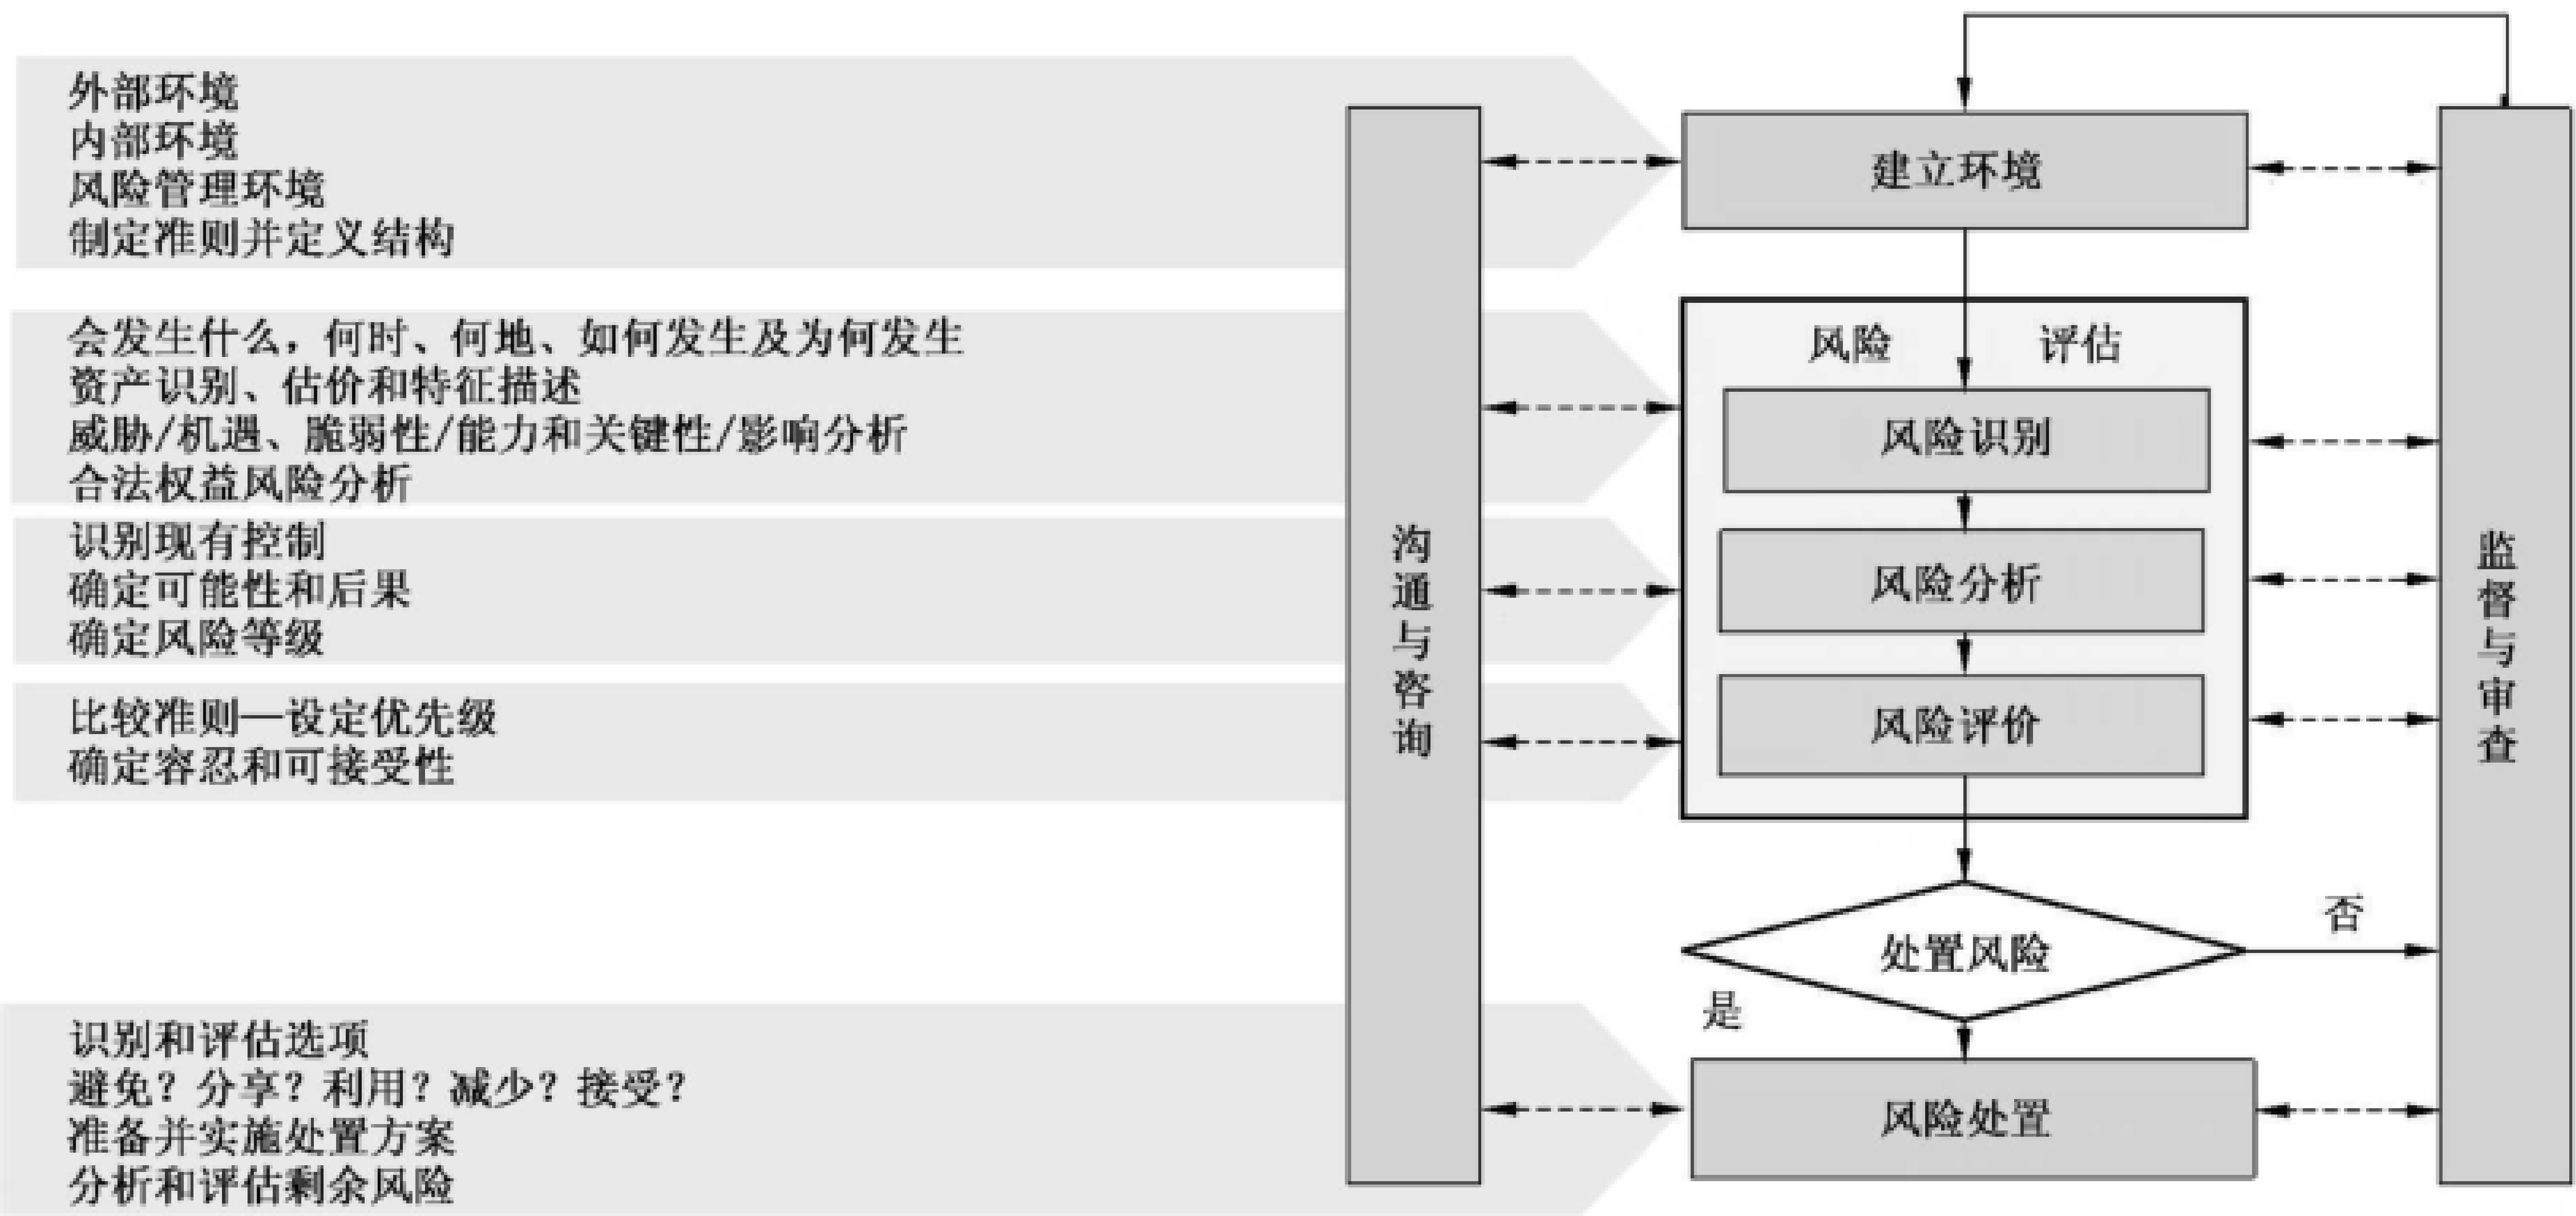 外部环境
内部环境
风险管理环境
制定准则并定义结构
会发生什么，何时、何地、如何发生及为何发生
资产识别、估价和特征描述
威胁/机遇、脆弱性/能力和关键性/影响分析
合法权益风险分析
识别现有控制
确定可能性和后果
确定风险等级
比较准则—设定优先级
确定容忍和可接受性
识别和评估选项
避免？分享？利用？减少？接受？
准备并实施处置方案
分析和评估剩余风险
沟通与咨询
建立环境
风险 评估
风险识别
风险分析
风险评价
处置风险
否
是
风险处置
监督与审查